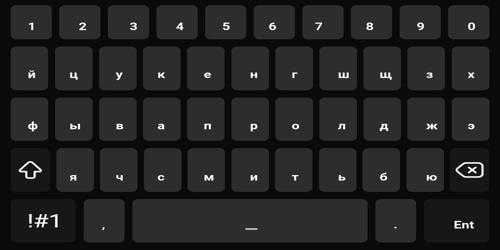 1 2 3 4 5 6 7 8 9 0
й ц у к е н г ш щ з х
ф ы в а п р о л д ж э
я ч с м и т ь б ю
!#1 , . Ent